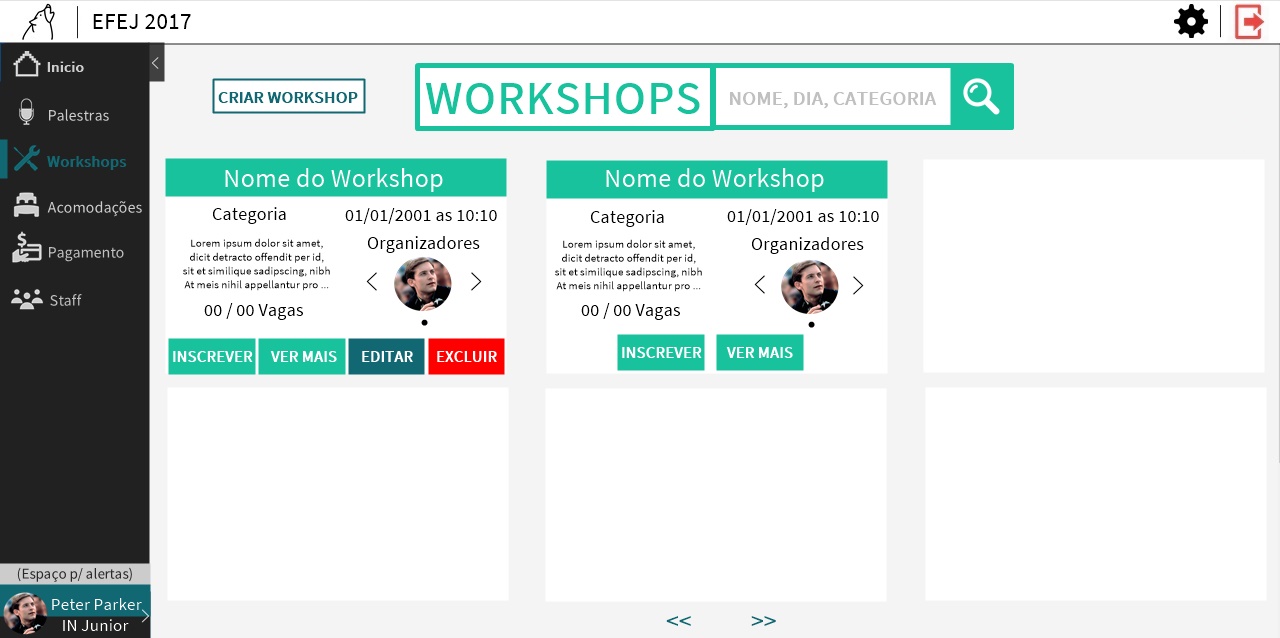 EFEJ 2017
Inicio
Palestras
Workshops
Acomodações
Pagamento
Staff
(Espaço p/ alertas)
Peter Parker
IN Junior
CRIAR WORKSHOP
WORKSHOPS
NOME, DIA, CATEGORIA
Nome do Workshop
Categoria
01/01/2001 as 10:10
Lorem ipsum dolor sit amet,
dicit detracto offendit per id,
sit et similique sadipscing, nibh
At meis nihil appellantur pro ...
Organizadores
00 / 00 Vagas
INSCREVER
VER MAIS
EDITAR
EXCLUIR
Nome do Workshop
Categoria
01/01/2001 as 10:10
Lorem ipsum dolor sit amet,
dicit detracto offendit per id,
sit et similique sadipscing, nibh
At meis nihil appellantur pro ...
Organizadores
00 / 00 Vagas
INSCREVER
VER MAIS
<< >>